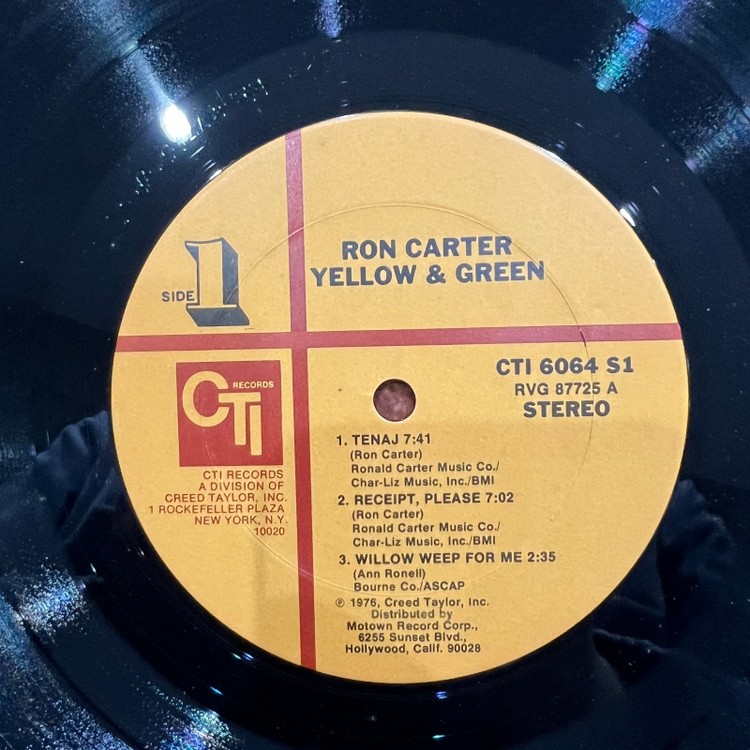 RON CARTER
YELLOW & GREEN
SIDE 1
CTI 6064 S1
RVG 87725 A
STEREO
CTI RECORDS
CTI RECORDS
A DIVISION OF
CREED TAYLOR, INC.
1 ROCKEFELLER PLAZA
NEW YORK, N.Y.
10020
1. TENAJ 7:41
(Ron Carter)
Ronald Carter Music Co./
Char-Liz Music, Inc./BMI
2. RECEIPT, PLEASE 7:02
(Ron Carter)
Ronald Carter Music Co./
Char-Liz Music, Inc./BMI
3. WILLOW WEEP FOR ME 2:35
(Ann Ronell)
Bourne Co./ASCAP
℗ 1976, Creed Taylor, Inc.
Distributed by
Motown Record Corp.,
6255 Sunset Blvd.,
Hollywood, Calif. 90028